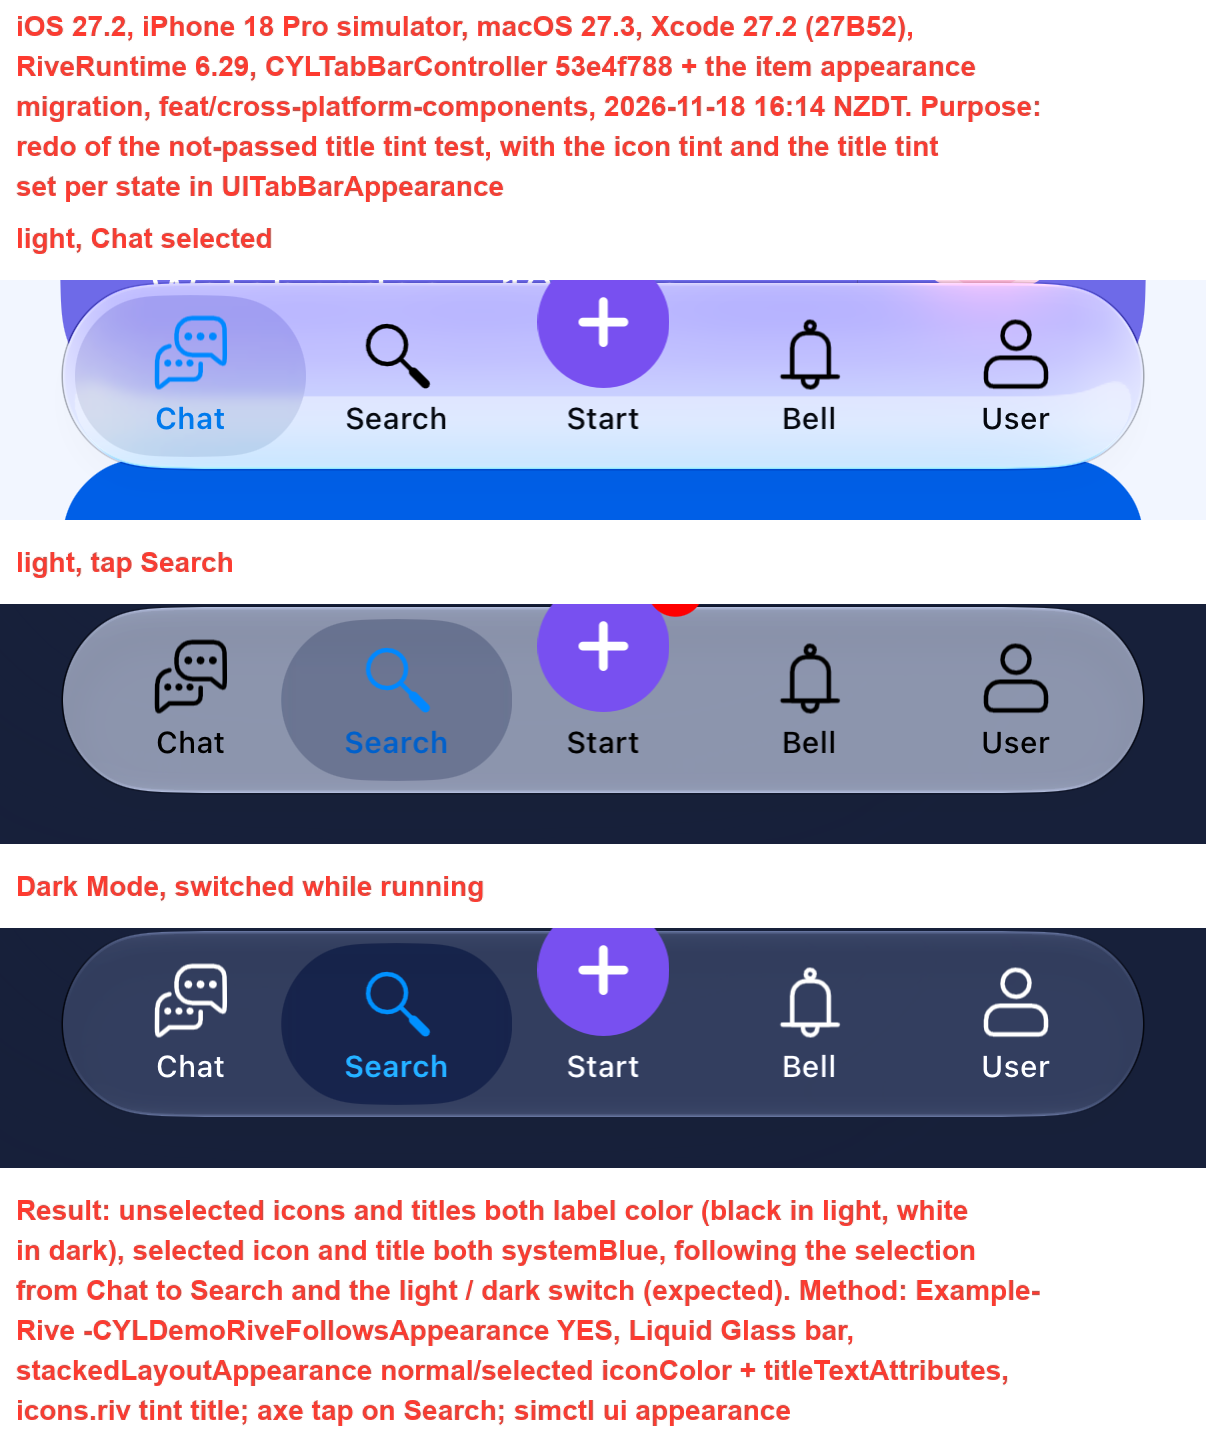 iOS 27.2, iPhone 18 Pro simulator, macOS 27.3, Xcode 27.2 (27B52),
RiveRuntime 6.29, CYLTabBarController 53e4f788 + the item appearance
migration, feat/cross-platform-components, 2026-11-18 16:14 NZDT. Purpose:
redo of the not-passed title tint test, with the icon tint and the title tint
set per state in UITabBarAppearance
light, Chat selected
Chat Search Start Bell User
light, tap Search
Chat Search Start Bell User
Dark Mode, switched while running
Chat Search Start Bell User
Result: unselected icons and titles both label color (black in light, white
in dark), selected icon and title both systemBlue, following the selection
from Chat to Search and the light / dark switch (expected). Method: Example-
Rive -CYLDemoRiveFollowsAppearance YES, Liquid Glass bar,
stackedLayoutAppearance normal/selected iconColor + titleTextAttributes,
icons.riv tint title; axe tap on Search; simctl ui appearance